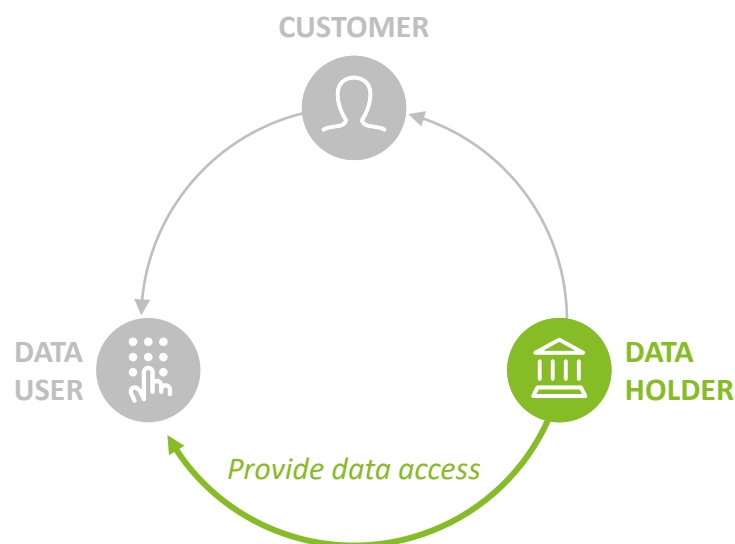 CUSTOMER
DATA
USER
DATA
HOLDER
Provide data access